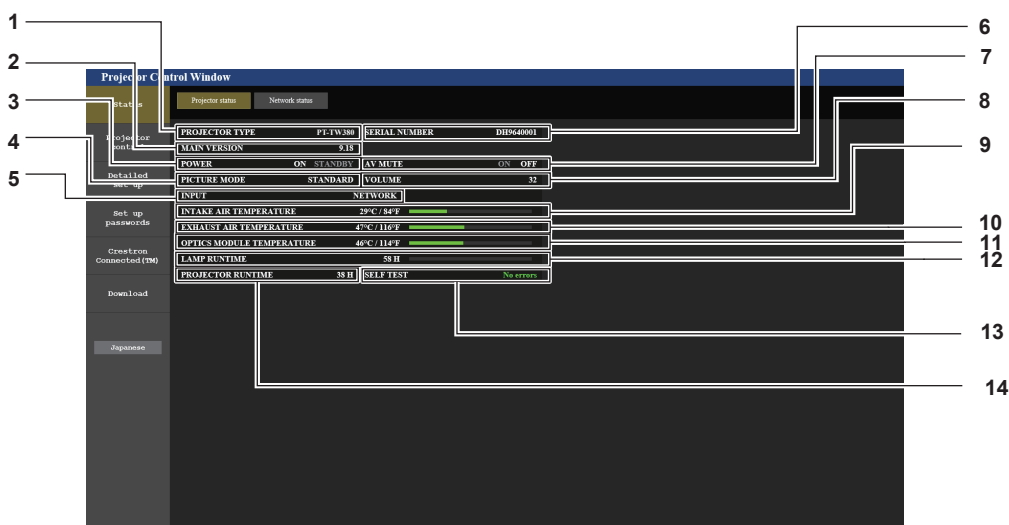 1
2
3
4
5
6
7
8
9
10
11
12
13
14
Projector Control Window
Status
Projector control
Detailed set up
Set up passwords
Crestron Connected(TM)
Download
Japanese
Projector status Network status
PROJECTOR TYPE PT-TW380 SERIAL NUMBER DH9640001
MAIN VERSION 9.18
POWER ON STANDBY AV MUTE ON OFF
PICTURE MODE STANDARD VOLUME 32
INPUT NETWORK
INTAKE AIR TEMPERATURE 29°C / 84°F
EXHAUST AIR TEMPERATURE 47°C / 116°F
OPTICS MODULE TEMPERATURE 46°C / 114°F
LAMP RUNTIME 58 H
PROJECTOR RUNTIME 38 H SELF TEST No errors